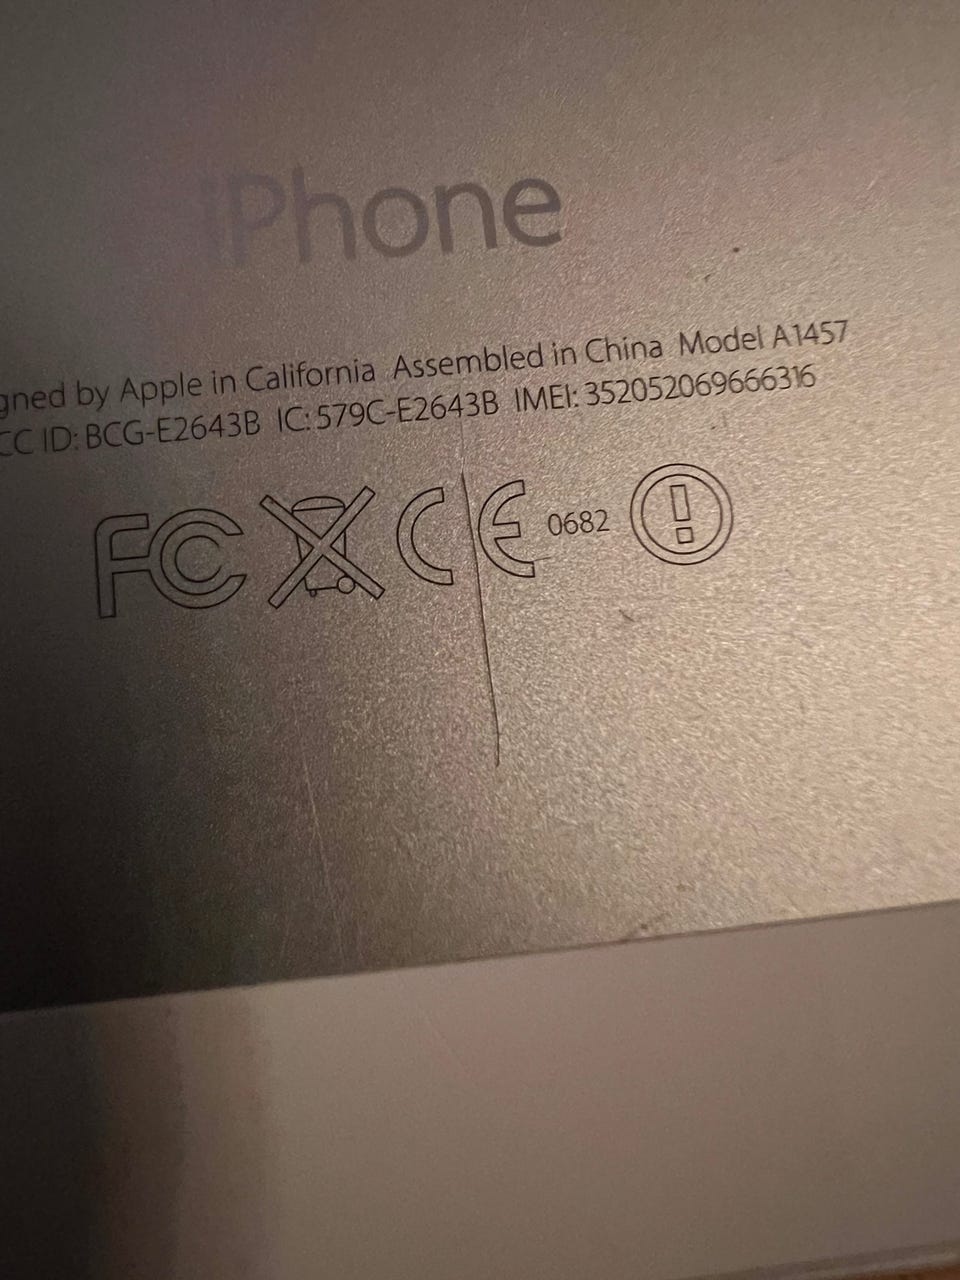 iPhone
gned by Apple in California Assembled in China Model A1457
CC ID: BCG-E2643B IC: 579C-E2643B IMEI: 352052069666316
FC CE 0682